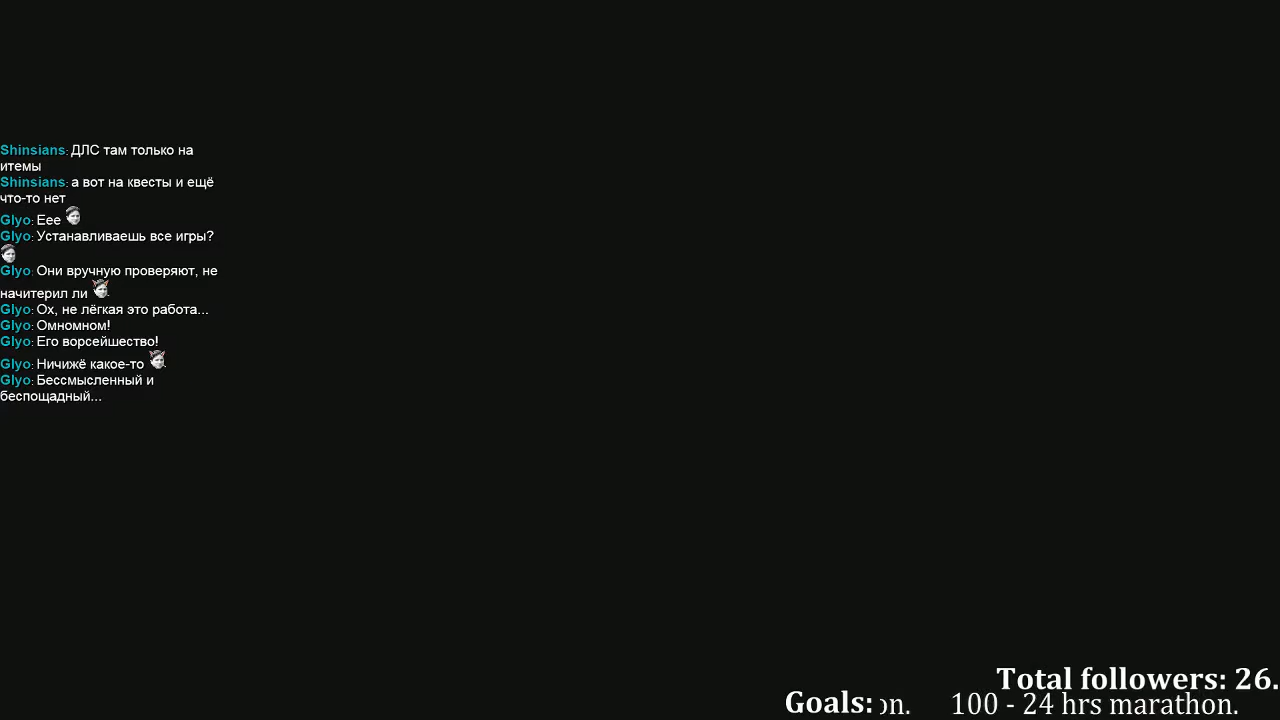 Shinsians: ДЛС там только на
итемы
Shinsians: а вот на квесты и ещё
что-то нет
Glyo: Еее
Glyo: Устанавливаешь все игры?
Glyo: Они вручную проверяют, не
начитерил ли
Glyo: Ох, не лёгкая это работа...
Glyo: Омномном!
Glyo: Его ворсейшество!
Glyo: Ничижё какое-то
Glyo: Бессмысленный и
беспощадный...
Total followers: 26.
Goals: on. 100 - 24 hrs marathon.